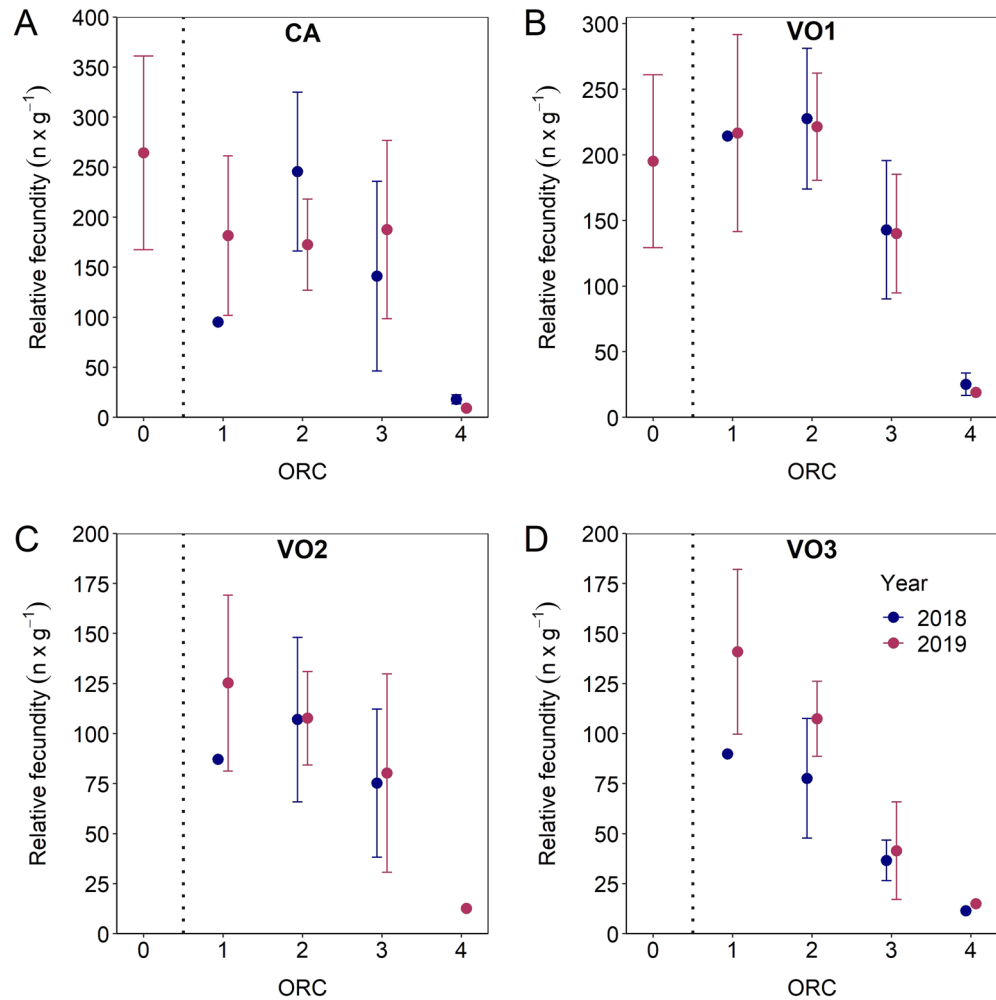 A
CA
Relative fecundity (n x g⁻¹)
400
350
300
250
200
150
100
50
0
0 1 2 3 4
ORC
B
VO1
Relative fecundity (n x g⁻¹)
300
250
200
150
100
50
0
0 1 2 3 4
ORC
C
VO2
Relative fecundity (n x g⁻¹)
200
175
150
125
100
75
50
25
0
0 1 2 3 4
ORC
D
VO3
Relative fecundity (n x g⁻¹)
200
175
150
125
100
75
50
25
0
Year
2018
2019
0 1 2 3 4
ORC